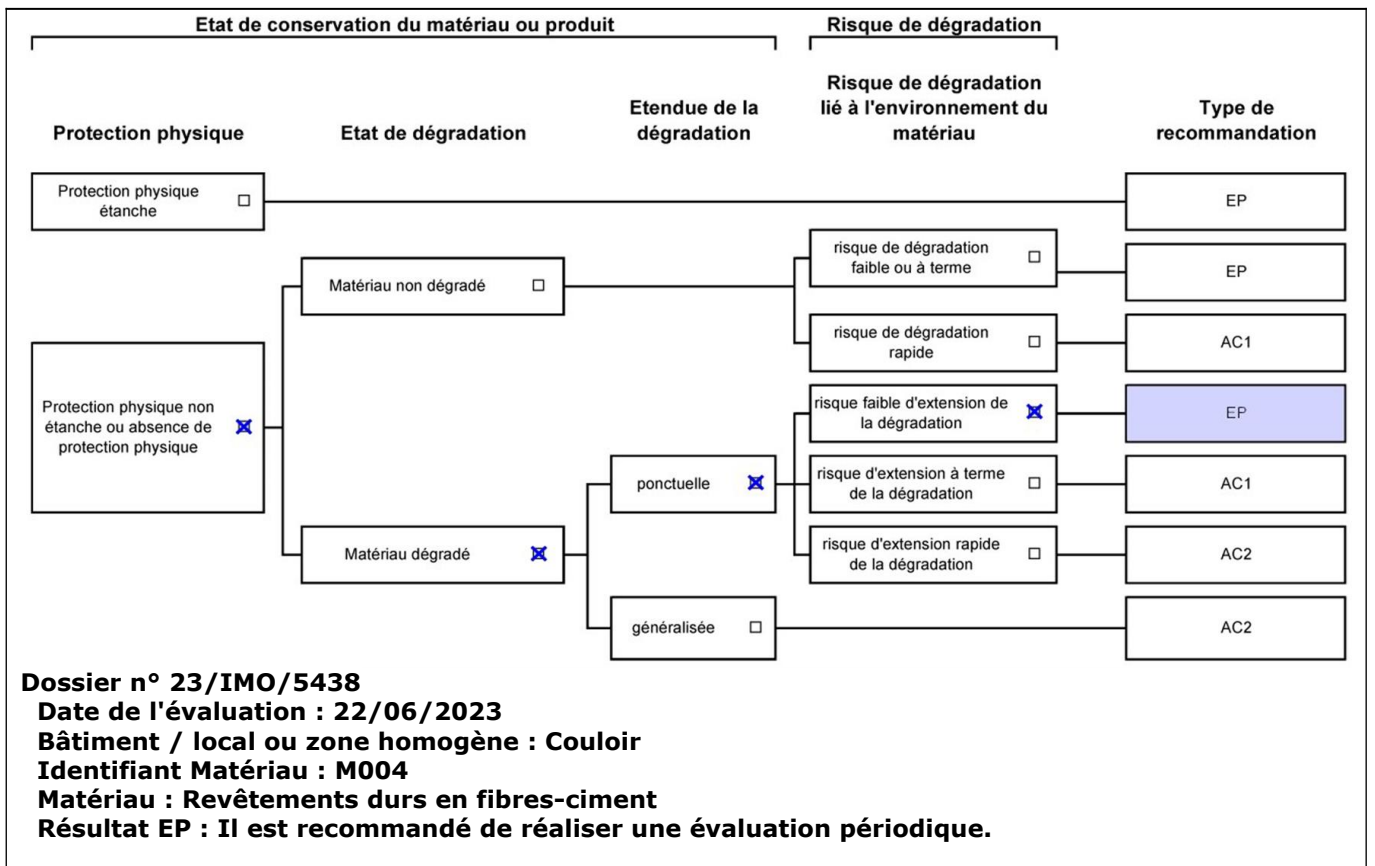 Etat de conservation du matériau ou produit
Risque de dégradation
Protection physique
Etat de dégradation
Etendue de la
dégradation
Risque de dégradation
lié à l'environnement du
matériau
Type de
recommandation
Protection physique
étanche
EP
risque de dégradation
faible ou à terme
EP
Matériau non dégradé
risque de dégradation
rapide
AC1
Protection physique non
étanche ou absence de
protection physique
risque faible d'extension de
la dégradation
EP
ponctuelle
risque d'extension à terme
de la dégradation
AC1
Matériau dégradé
risque d'extension rapide
de la dégradation
AC2
généralisée
AC2
Dossier n° 23/IMO/5438
Date de l'évaluation : 22/06/2023
Bâtiment / local ou zone homogène : Couloir
Identifiant Matériau : M004
Matériau : Revêtements durs en fibres-ciment
Résultat EP : Il est recommandé de réaliser une évaluation périodique.